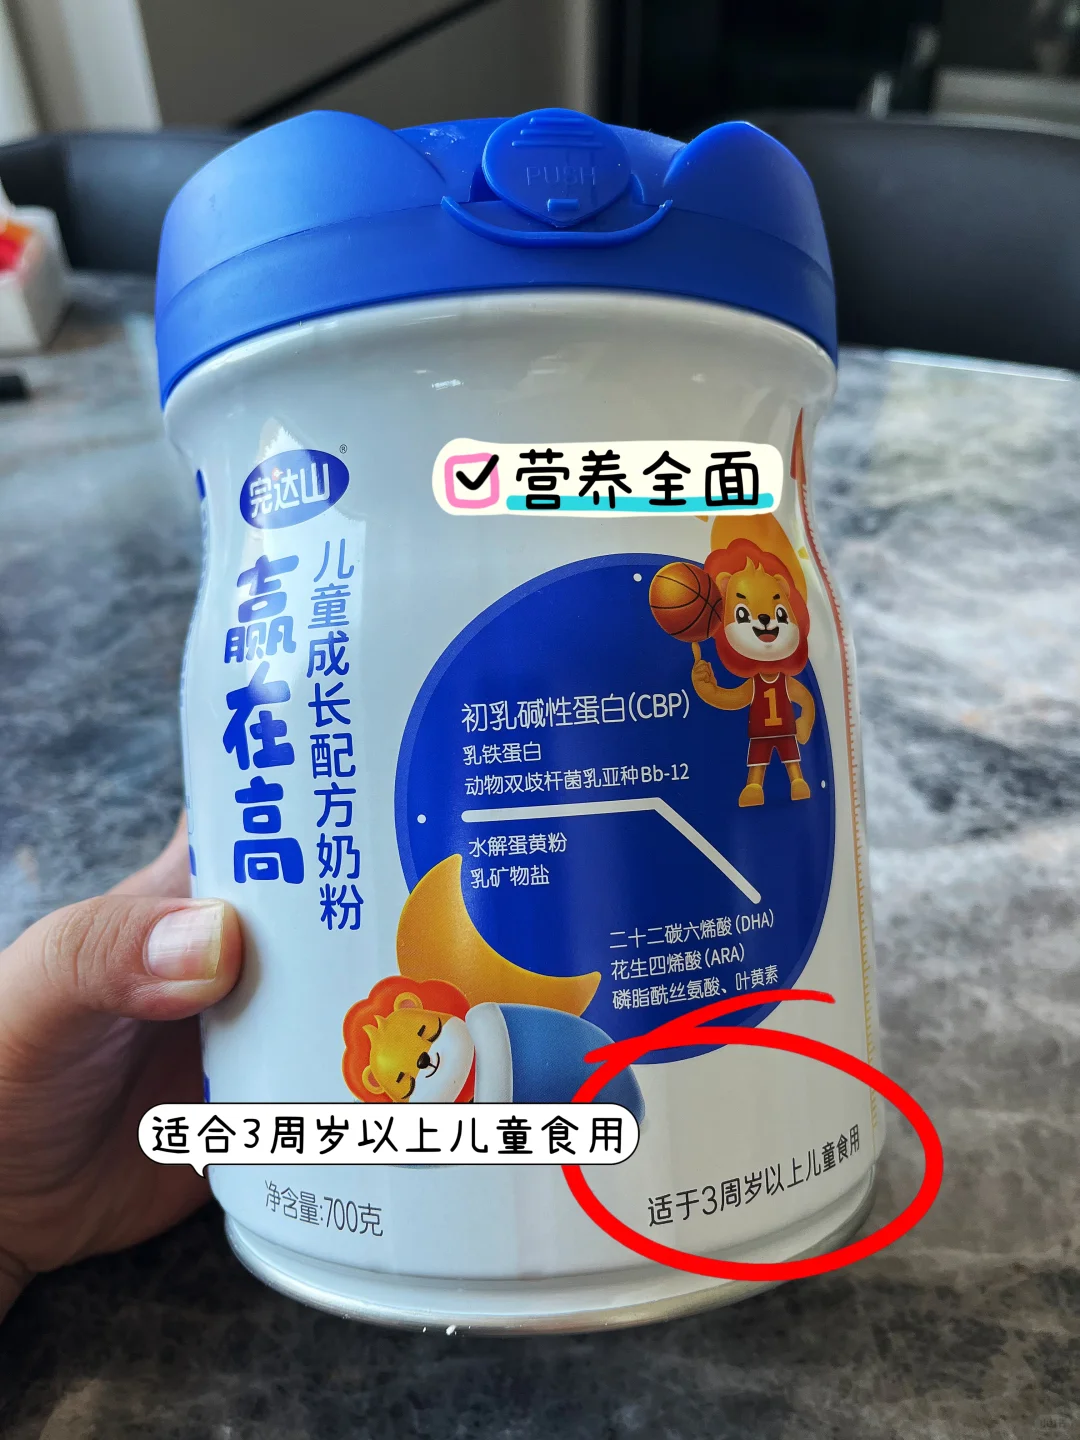 PUSH
完达山®
营养全面
赢在高
儿童成长配方奶粉
1
初乳碱性蛋白(CBP)
乳铁蛋白
动物双歧杆菌乳亚种Bb-12
水解蛋黄粉
乳矿物盐
二十二碳六烯酸(DHA)
花生四烯酸(ARA)
磷脂酰丝氨酸、叶黄素
适合3周岁以上儿童食用
净含量:700克
适于3周岁以上儿童食用